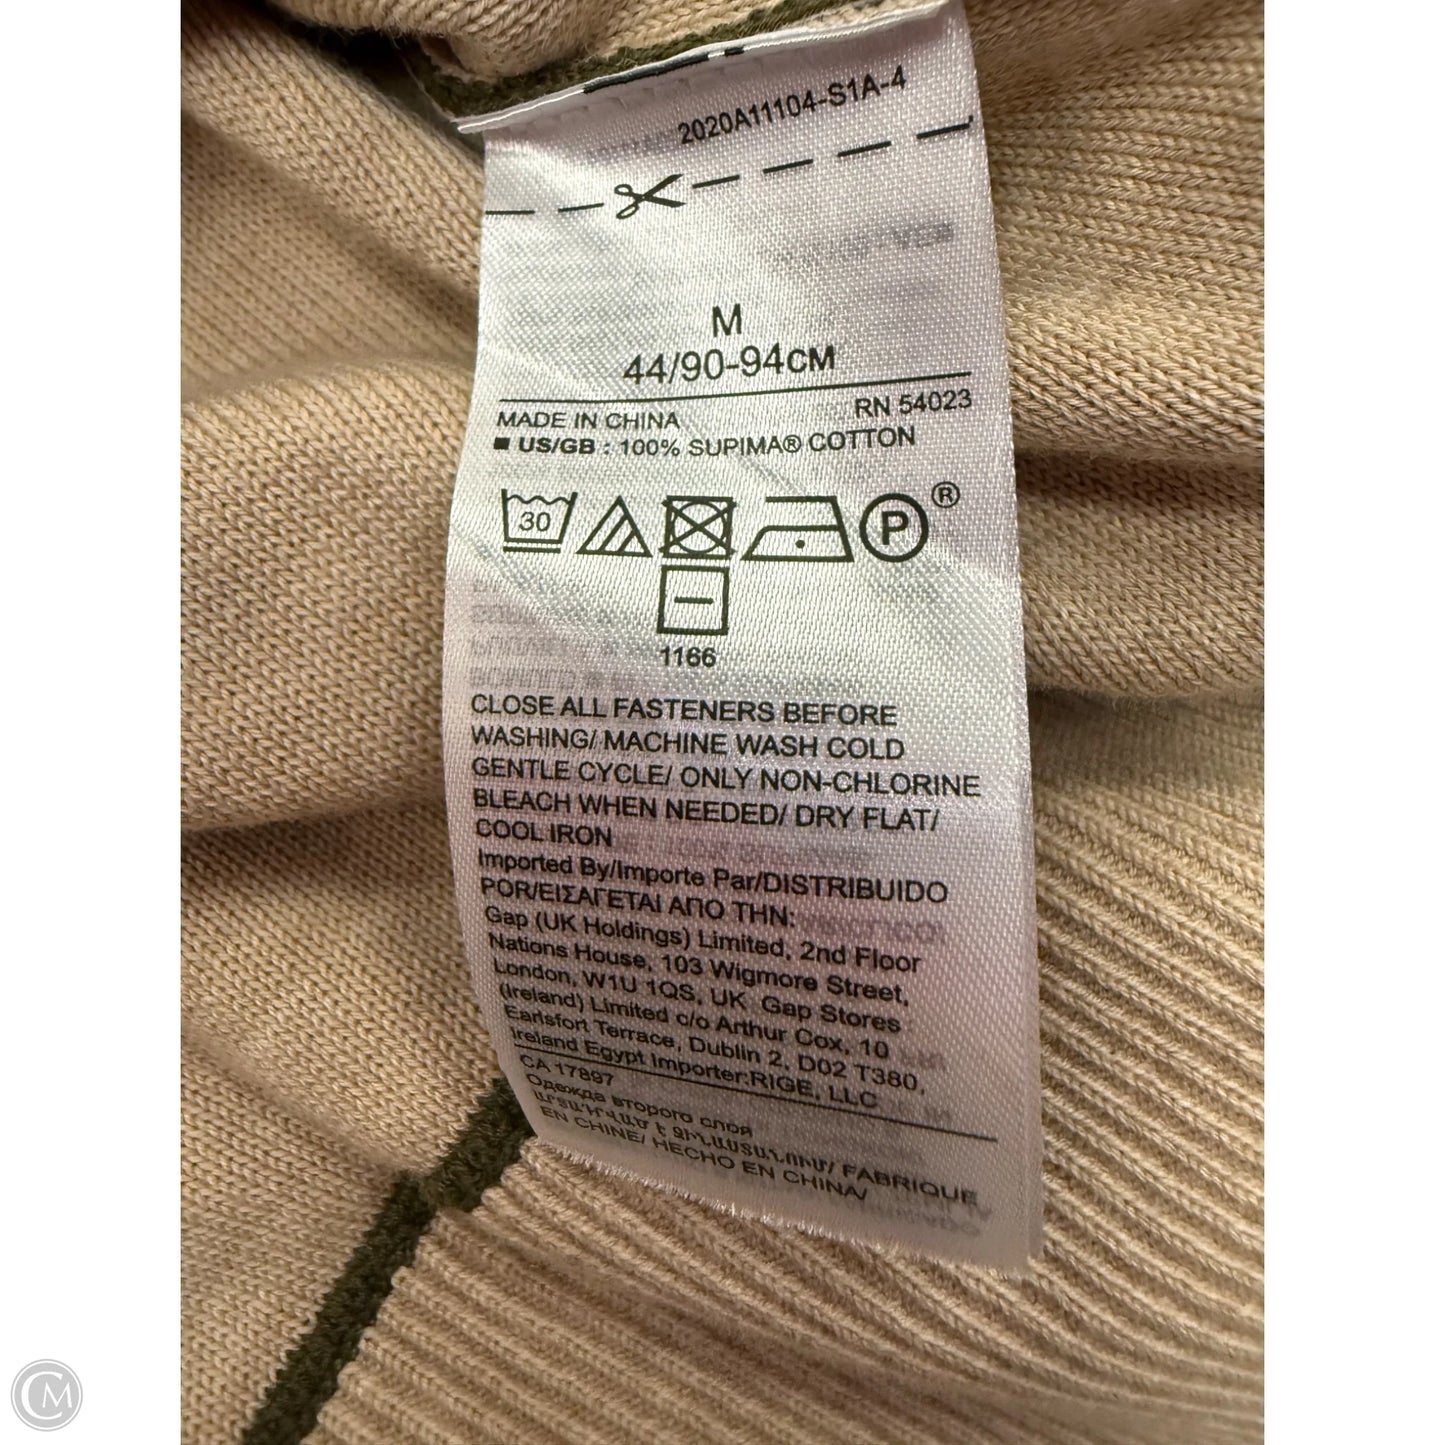 2020A11104-S1A-4
M
44/90-94CM
MADE IN CHINA RN 54023
US/GB : 100% SUPIMA® COTTON
30 P ®
1166
CLOSE ALL FASTENERS BEFORE
WASHING/ MACHINE WASH COLD
GENTLE CYCLE/ ONLY NON-CHLORINE
BLEACH WHEN NEEDED/ DRY FLAT/
COOL IRON
Imported By/Importe Par/DISTRIBUIDO
POR/ΕΙΣΑΓΕΤΑΙ ΑΠΟ ΤΗΝ:
Gap (UK Holdings) Limited, 2nd Floor
Nations House, 103 Wigmore Street,
London, W1U 1QS, UK Gap Stores
(Ireland) Limited c/o Arthur Cox, 10
Earlsfort Terrace, Dublin 2, D02 T380,
Ireland Egypt Importer:RIGE, LLC
CA 17897
Одежда второго слоя
ԱՐՏԱԴՐՎԱԾ Է ՉԻՆԱՍՏԱՆՈՒՄ/ FABRIQUE
EN CHINE/ HECHO EN CHINA/
CM